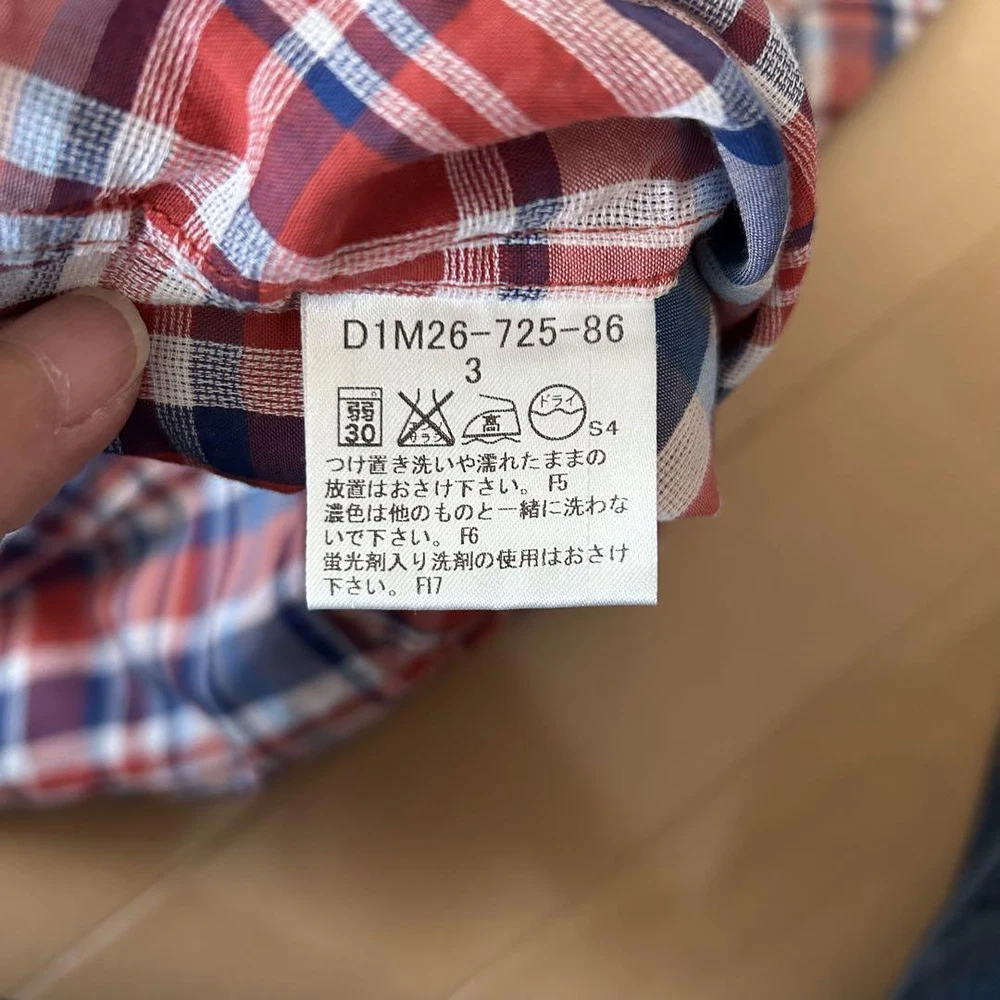 D1M26-725-86
3
弱
30
サラシ
高
ドライ
S4
つけ置き洗いや濡れたままの
放置はおさけ下さい。 F5
濃色は他のものと一緒に洗わな
いで下さい。 F6
蛍光剤入り洗剤の使用はおさけ
下さい。 F17